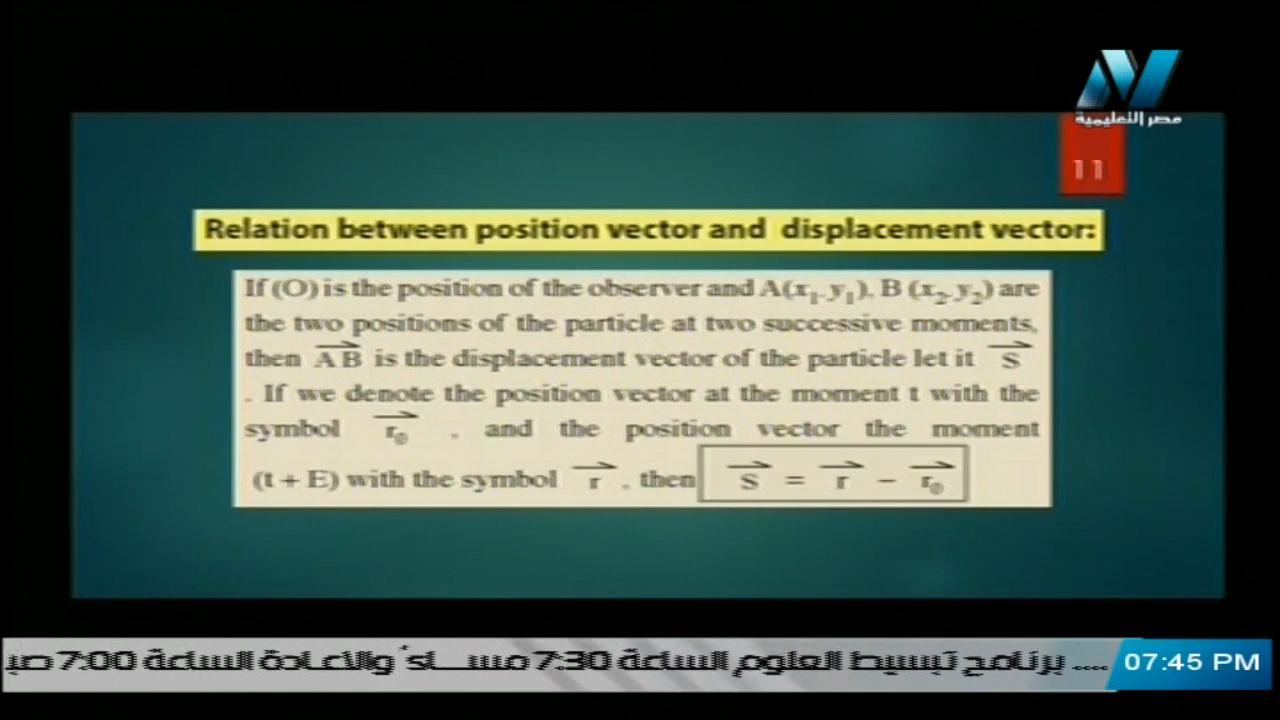 مصر التعليمية
11
Relation between position vector and displacement vector:
If (O) is the position of the observer and A(x₁,y₁), B (x₂,y₂) are
the two positions of the particle at two successive moments,
then A B is the displacement vector of the particle let it S
. If we denote the position vector at the moment t with the
symbol r₀ , and the position vector the moment
(t + E) with the symbol r , then S = r − r₀
.... برنامج تبسيط العلوم الساعة 7:30 مســاءً والاعادة الساعة 7:00
07:45 PM